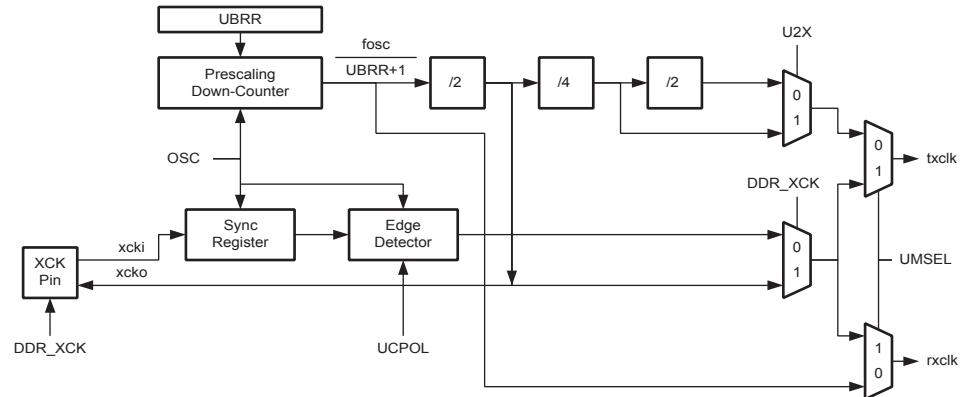 UBRR
U2X
fosc
UBRR+1
Prescaling
Down-Counter
/2
/4
/2
0
1
OSC
0
1
txclk
DDR_XCK
Sync
Register
Edge
Detector
xcki
0
XCK
Pin
xcko
1
UMSEL
DDR_XCK
UCPOL
1
0
rxclk